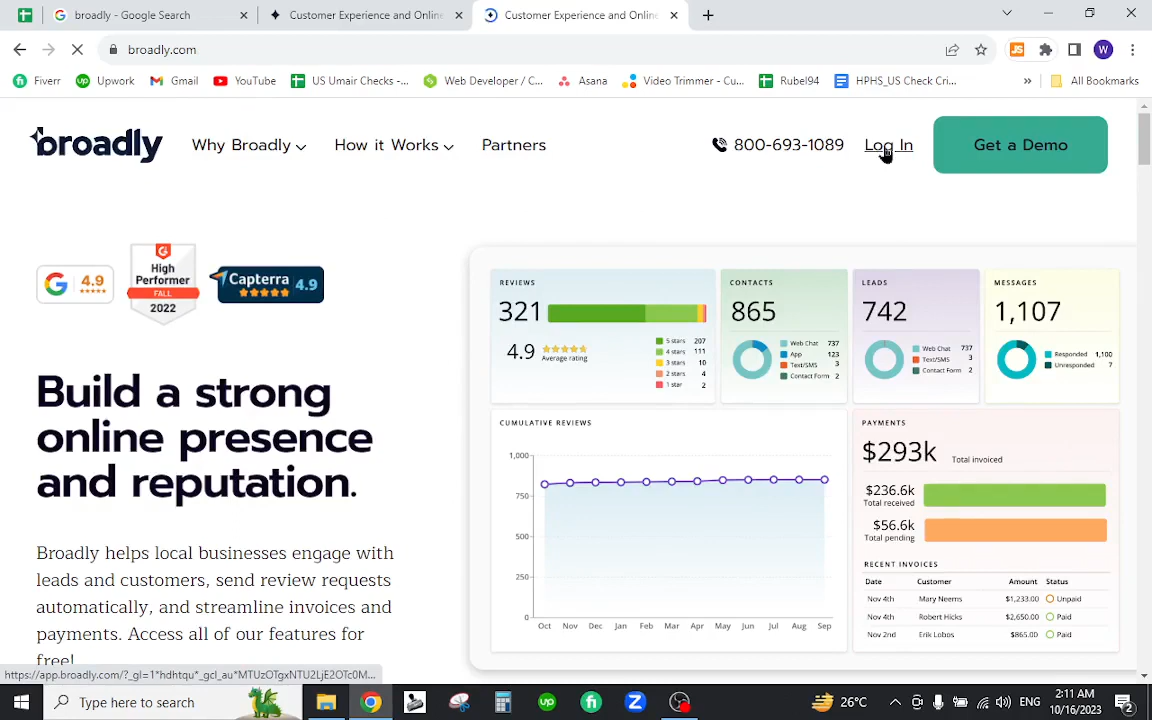 broadly - Google Search
Customer Experience and Onlin
Customer Experience and Onlin
broadly.com
JS
W
Fiverr
Upwork
Gmail
YouTube
US Umair Checks -...
Web Developer / C...
Asana
Video Trimmer - Cu...
Rubel94
HPHS_US Check Cri...
All Bookmarks
broadly
Why Broadly
How it Works
Partners
800-693-1089
Log In
Get a Demo
G 4.9
High
Performer
FALL
2022
Capterra 4.9
Build a strong
online presence
and reputation.
Broadly helps local businesses engage with
leads and customers, send review requests
automatically, and streamline invoices and
payments. Access all of our features for
free!
REVIEWS
321
4.9
Average rating
5 stars 207
4 stars 111
3 stars 10
2 stars 4
1 star 2
CONTACTS
865
Web Chat 737
App 123
Text/SMS 3
Contact Form 2
LEADS
742
Web Chat 737
Text/SMS 3
Contact Form 2
MESSAGES
1,107
Responded 1,100
Unresponded 7
CUMULATIVE REVIEWS
1,000
750
500
250
0
Oct Nov Dec Jan Feb Mar Apr May Jun Jul Aug Sep
PAYMENTS
$293k Total invoiced
$236.6k
Total received
$56.6k
Total pending
RECENT INVOICES
Date Customer Amount Status
Nov 4th Mary Neems $1,233.00 Unpaid
Nov 4th Robert Hicks $2,650.00 Paid
Nov 2nd Erik Lobos $865.00 Paid
https://app.broadly.com/?_gl=1*hdhtqu*_gcl_au*MTUzOTgxNTU2LjE2OTc0M...
Type here to search
up
fi
Z
26°C
ENG
2:11 AM
10/16/2023
2